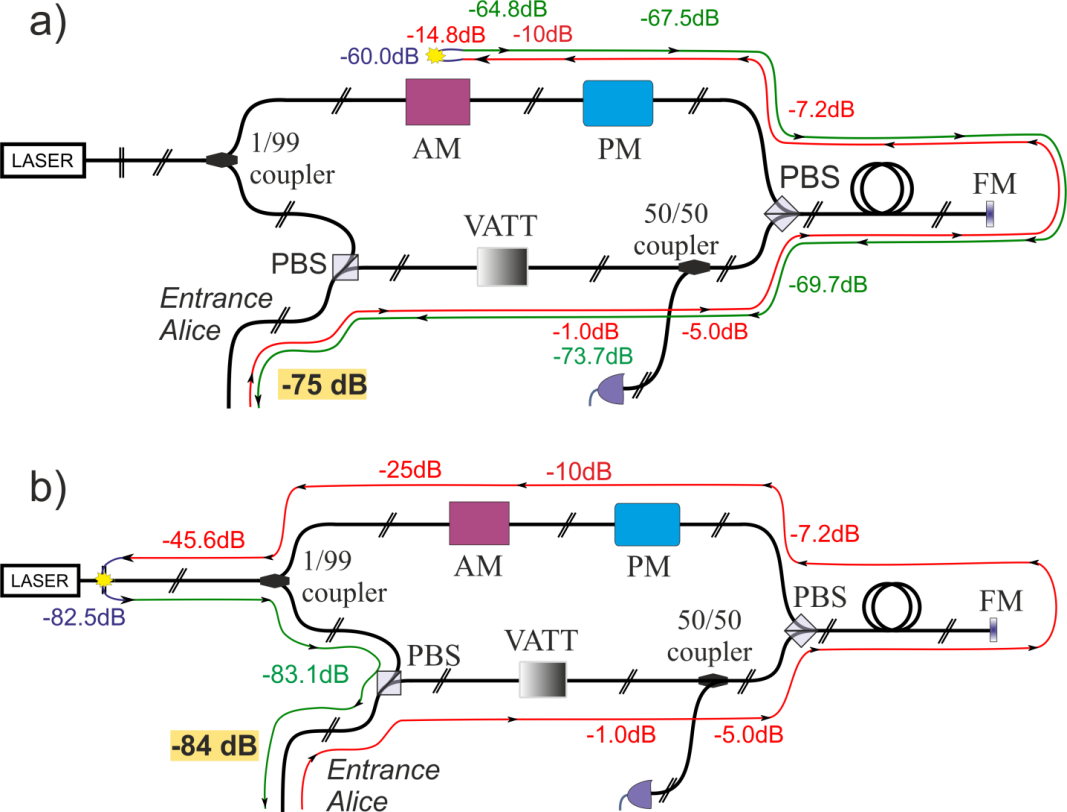 a)
-64.8dB
-67.5dB
-14.8dB
-10dB
-60.0dB
-7.2dB
LASER
1/99
coupler
AM
PM
PBS
FM
50/50
coupler
VATT
PBS
Entrance
Alice
-69.7dB
-1.0dB
-5.0dB
-73.7dB
-75 dB
b)
-25dB
-10dB
-45.6dB
-7.2dB
LASER
1/99
coupler
AM
PM
PBS
FM
-82.5dB
50/50
coupler
VATT
PBS
-83.1dB
-1.0dB
-5.0dB
-84 dB
Entrance
Alice